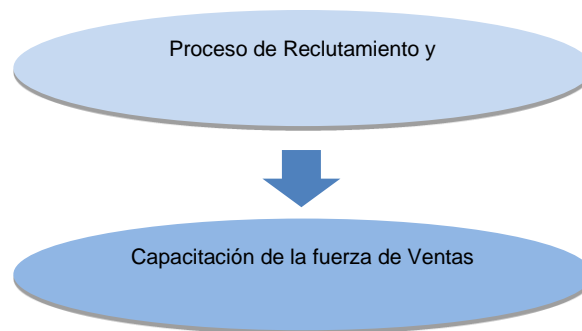 Proceso de Reclutamiento y
Capacitación de la fuerza de Ventas